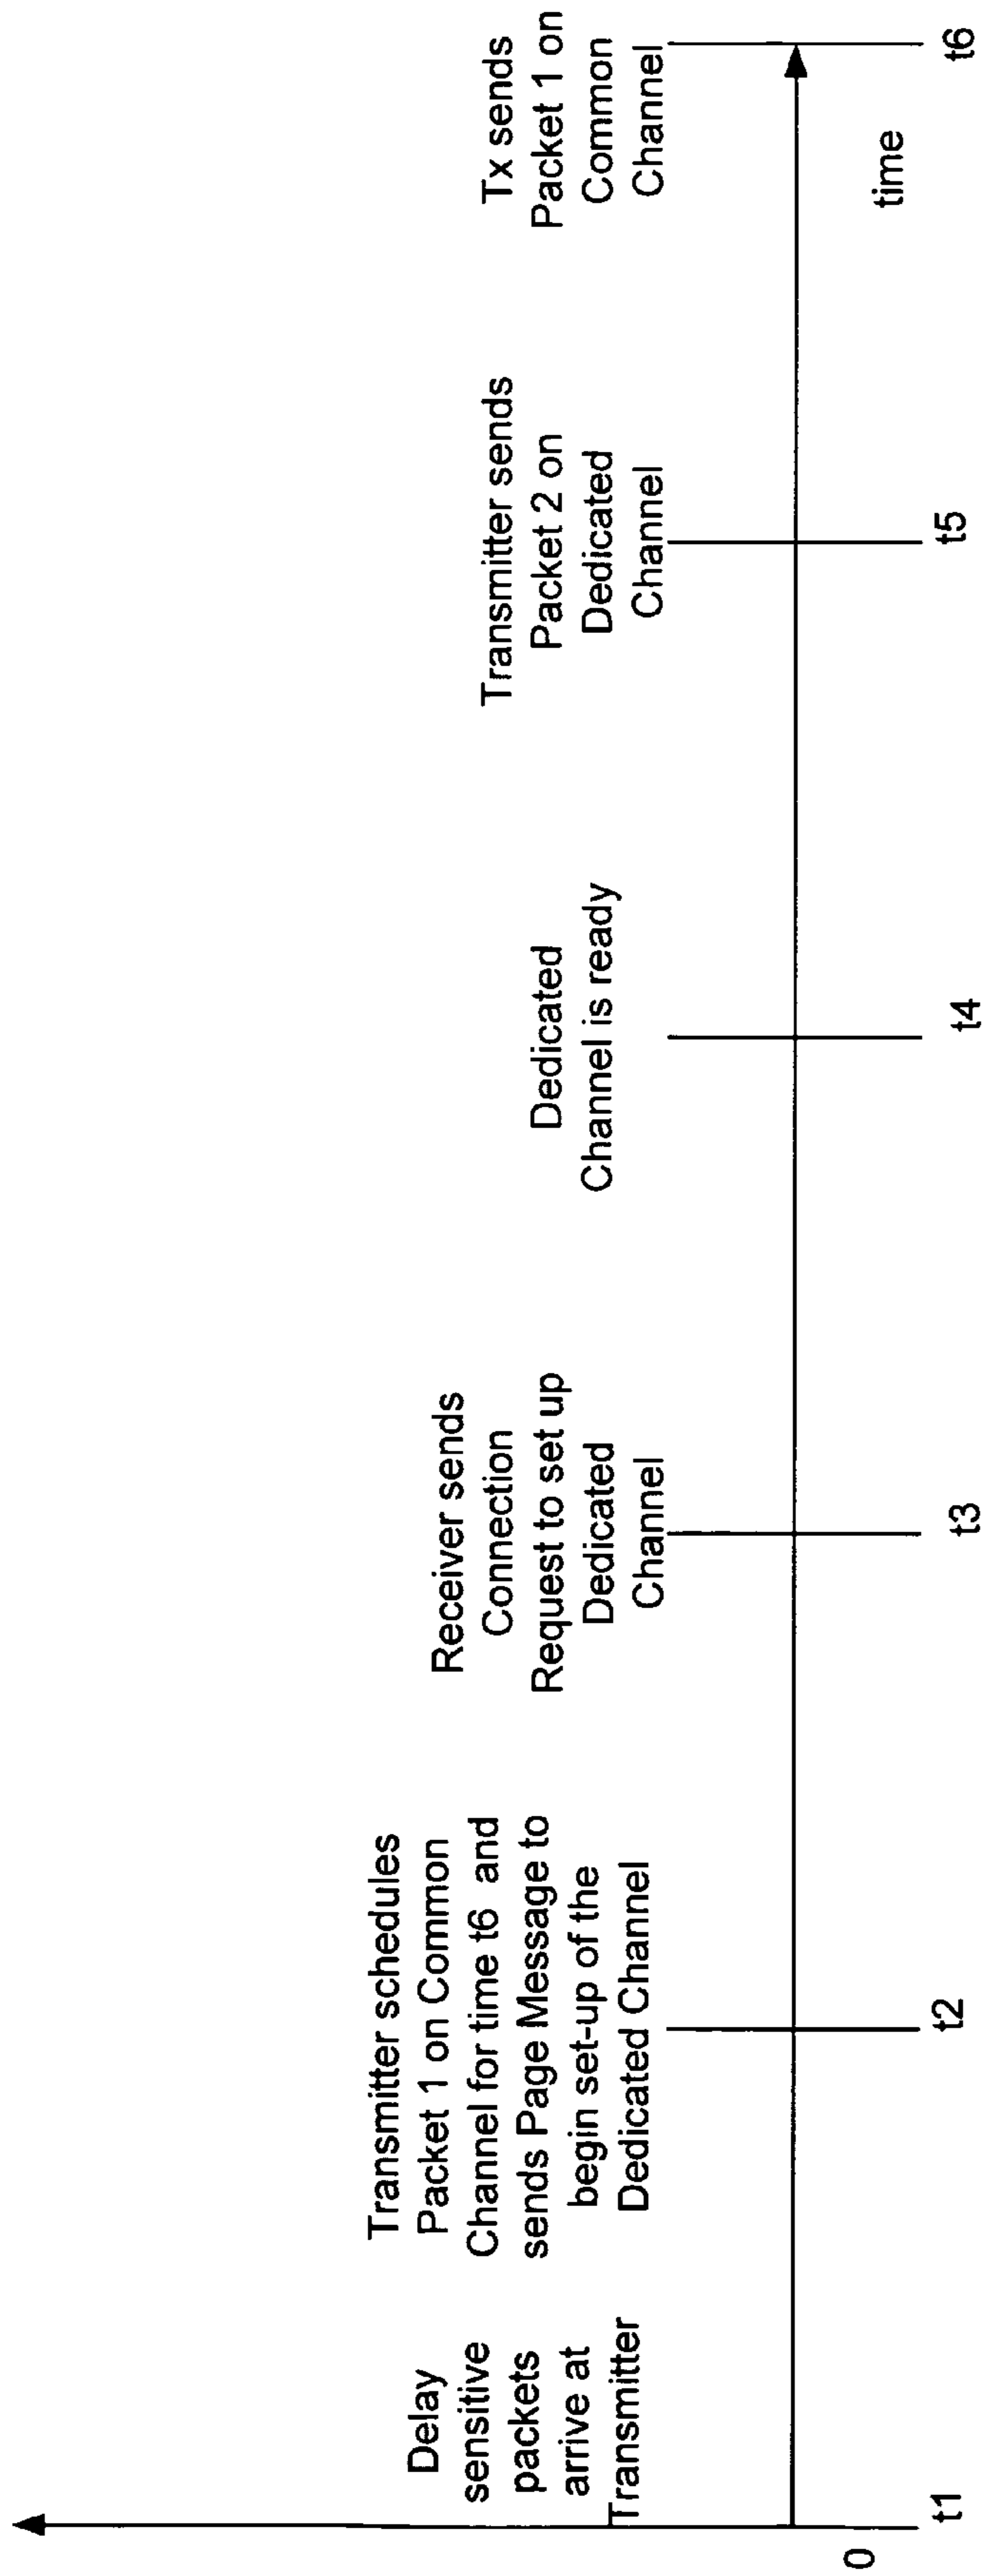 Delay
sensitive
packets
arrive at
Transmitter
Transmitter schedules
Packet 1 on Common
Channel for time t6 and
sends Page Message to
begin set-up of the
Dedicated Channel
Receiver sends
Connection
Request to set up
Dedicated
Channel
Dedicated
Channel is ready
Transmitter sends
Packet 2 on
Dedicated
Channel
Tx sends
Packet 1 on
Common
Channel
time
0
t1
t2
t3
t4
t5
t6